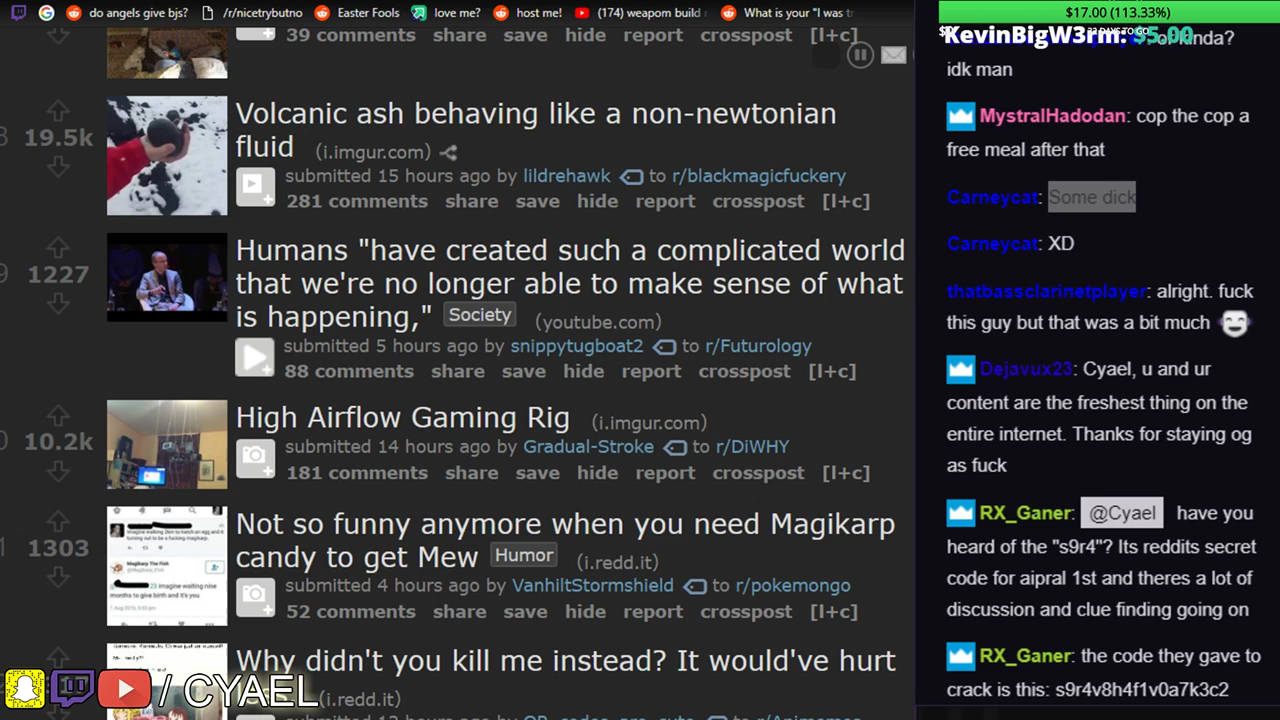 do angels give bjs?
/r/nicetrybutno
Easter Fools
love me?
host me!
(174) weapom build
What is your "I was tr
39 comments share save hide report crosspost [l+c]
19.5k
Volcanic ash behaving like a non-newtonian
fluid (i.imgur.com)
submitted 15 hours ago by lildrehawk to r/blackmagicfuckery
281 comments share save hide report crosspost [l+c]
1227
Humans "have created such a complicated world
that we're no longer able to make sense of what
is happening," Society (youtube.com)
submitted 5 hours ago by snippytugboat2 to r/Futurology
88 comments share save hide report crosspost [l+c]
10.2k
High Airflow Gaming Rig (i.imgur.com)
submitted 14 hours ago by Gradual-Stroke to r/DiWHY
181 comments share save hide report crosspost [l+c]
1303
Not so funny anymore when you need Magikarp
candy to get Mew Humor (i.redd.it)
submitted 4 hours ago by VanhiltStormshield to r/pokemongo
52 comments share save hide report crosspost [l+c]
Why didn't you kill me instead? It would've hurt
(i.redd.it)
/ CYAEL
$17.00 (113.33%)
KevinBigW3rm: $5.00
or kinda?
idk man
MystralHadodan: cop the cop a
free meal after that
Carneycat: Some dick
Carneycat: XD
thatbassclarinetplayer: alright. fuck
this guy but that was a bit much
Dejavux23: Cyael, u and ur
content are the freshest thing on the
entire internet. Thanks for staying og
as fuck
RX_Ganer: @Cyael have you
heard of the "s9r4"? Its reddits secret
code for aipral 1st and theres a lot of
discussion and clue finding going on
RX_Ganer: the code they gave to
crack is this: s9r4v8h4f1v0a7k3c2